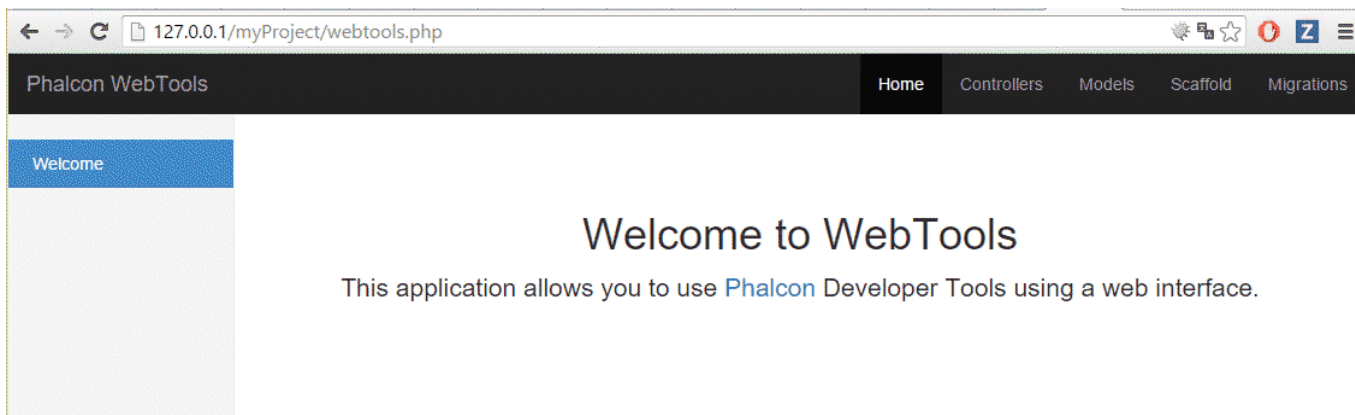 127.0.0.1/myProject/webtools.php
Z
Phalcon WebTools
Home Controllers Models Scaffold Migrations
Welcome
Welcome to WebTools
This application allows you to use Phalcon Developer Tools using a web interface.